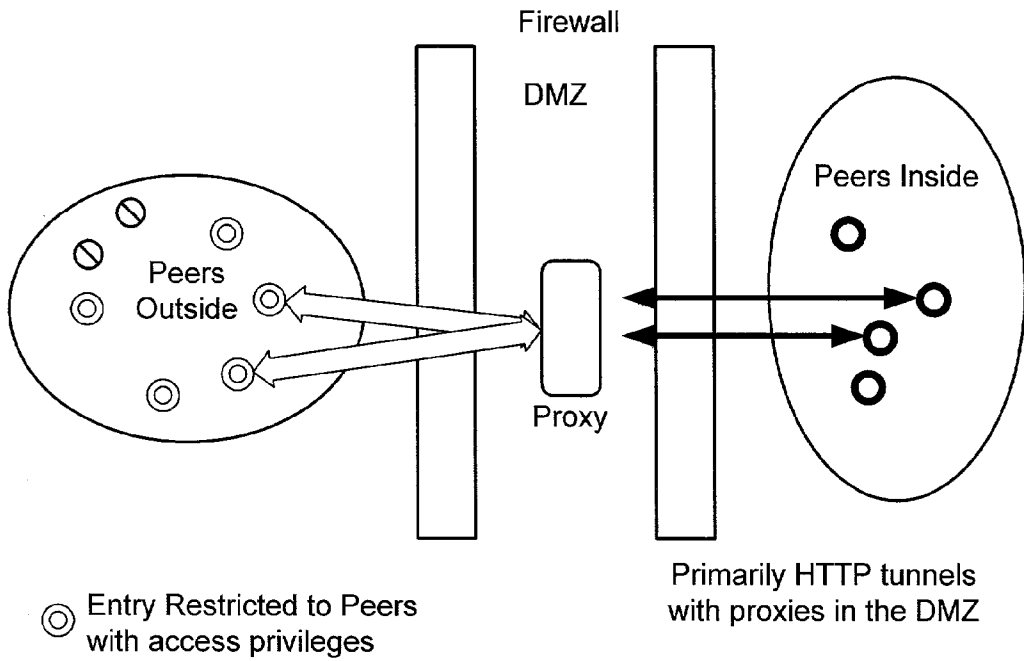 Firewall
DMZ
Peers Inside
Peers
Outside
Proxy
Primarily HTTP tunnels
with proxies in the DMZ
Entry Restricted to Peers
with access privileges